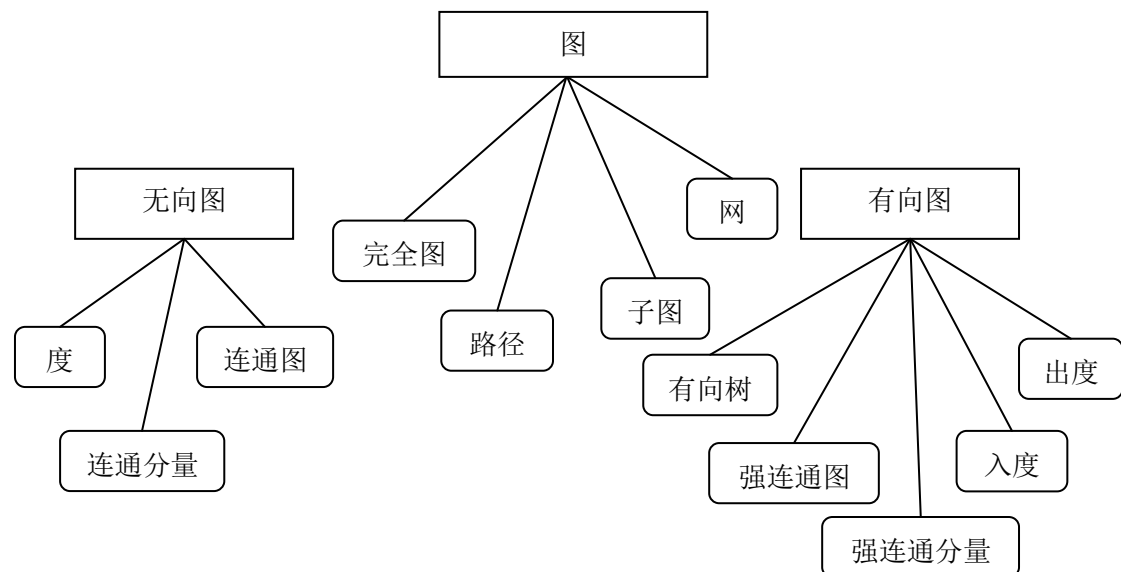 图
无向图
有向图
网
完全图
子图
路径
度
连通图
连通分量
有向树
出度
强连通图
入度
强连通分量